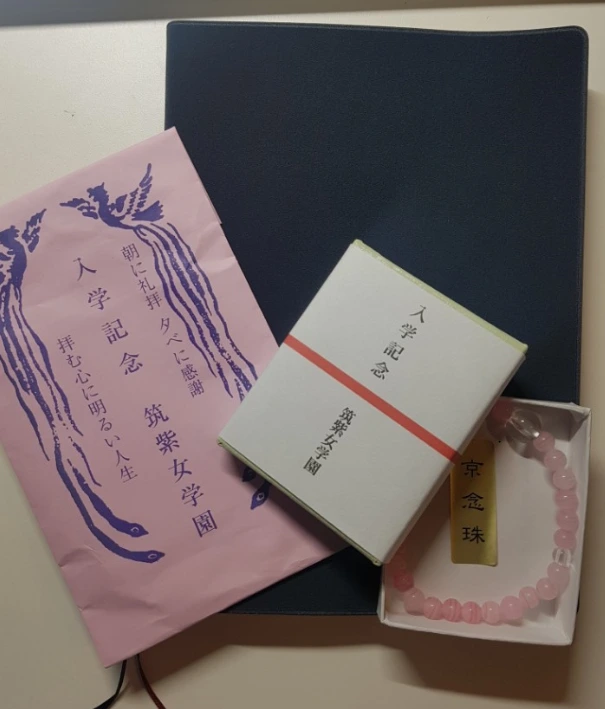 朝に礼拝 夕べに感謝
入学記念 筑紫女学園
拝む心に明るい人生
入学記念
筑紫女学園
京念珠